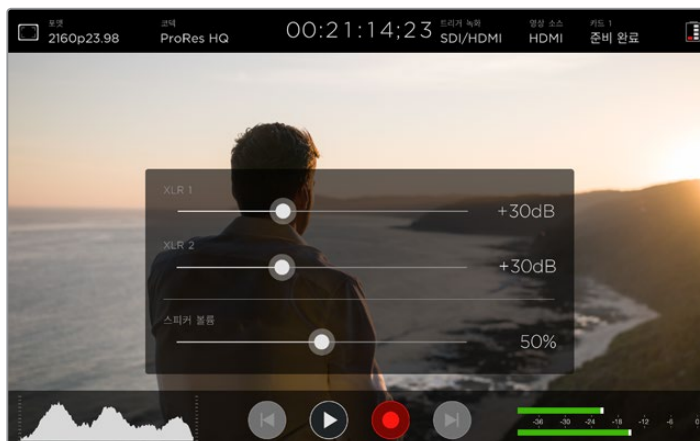 포맷 코덱 00:21:14;23 트리거 녹화 영상 소스 카드 1
2160p23.98 ProRes HQ SDI/HDMI HDMI 준비 완료
XLR 1
+30dB
XLR 2
+30dB
스피커 볼륨
50%
-36 -30 -24 -18 -12 -6